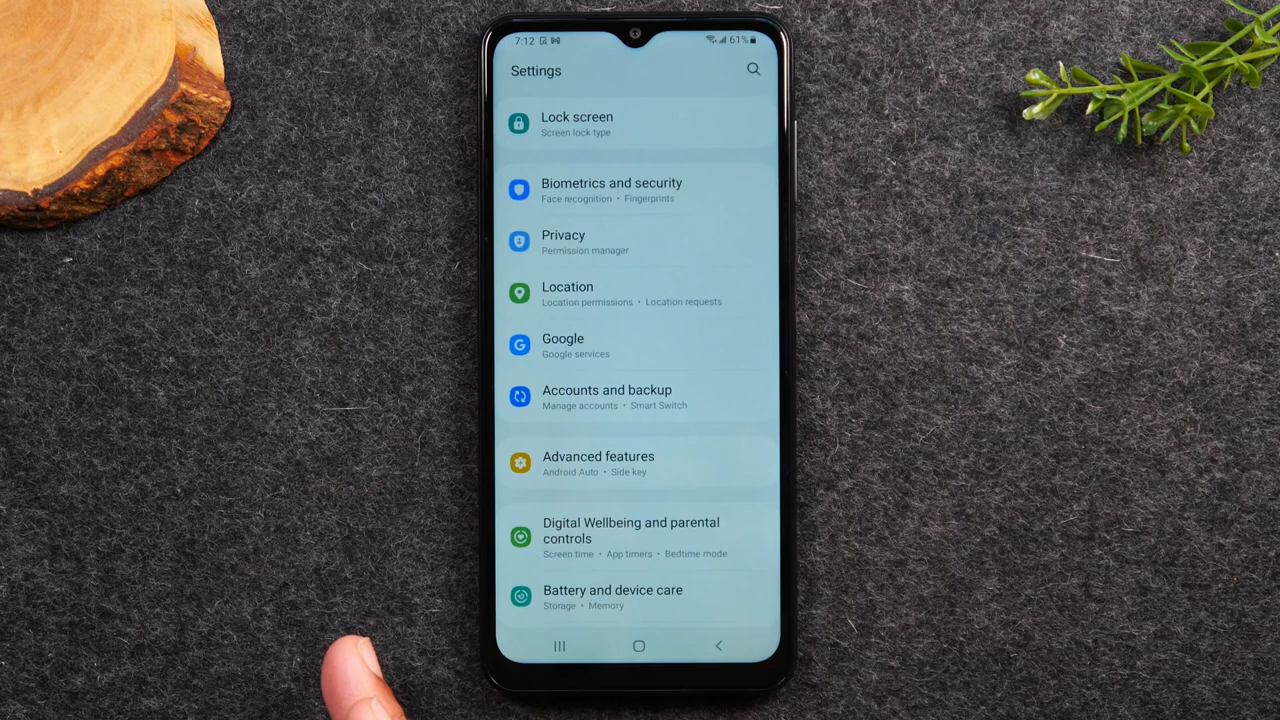 7:12
61%
Settings
Lock screen
Screen lock type
Biometrics and security
Face recognition • Fingerprints
Privacy
Permission manager
Location
Location permissions • Location requests
Google
Google services
Accounts and backup
Manage accounts • Smart Switch
Advanced features
Android Auto • Side key
Digital Wellbeing and parental
controls
Screen time • App timers • Bedtime mode
Battery and device care
Storage • Memory